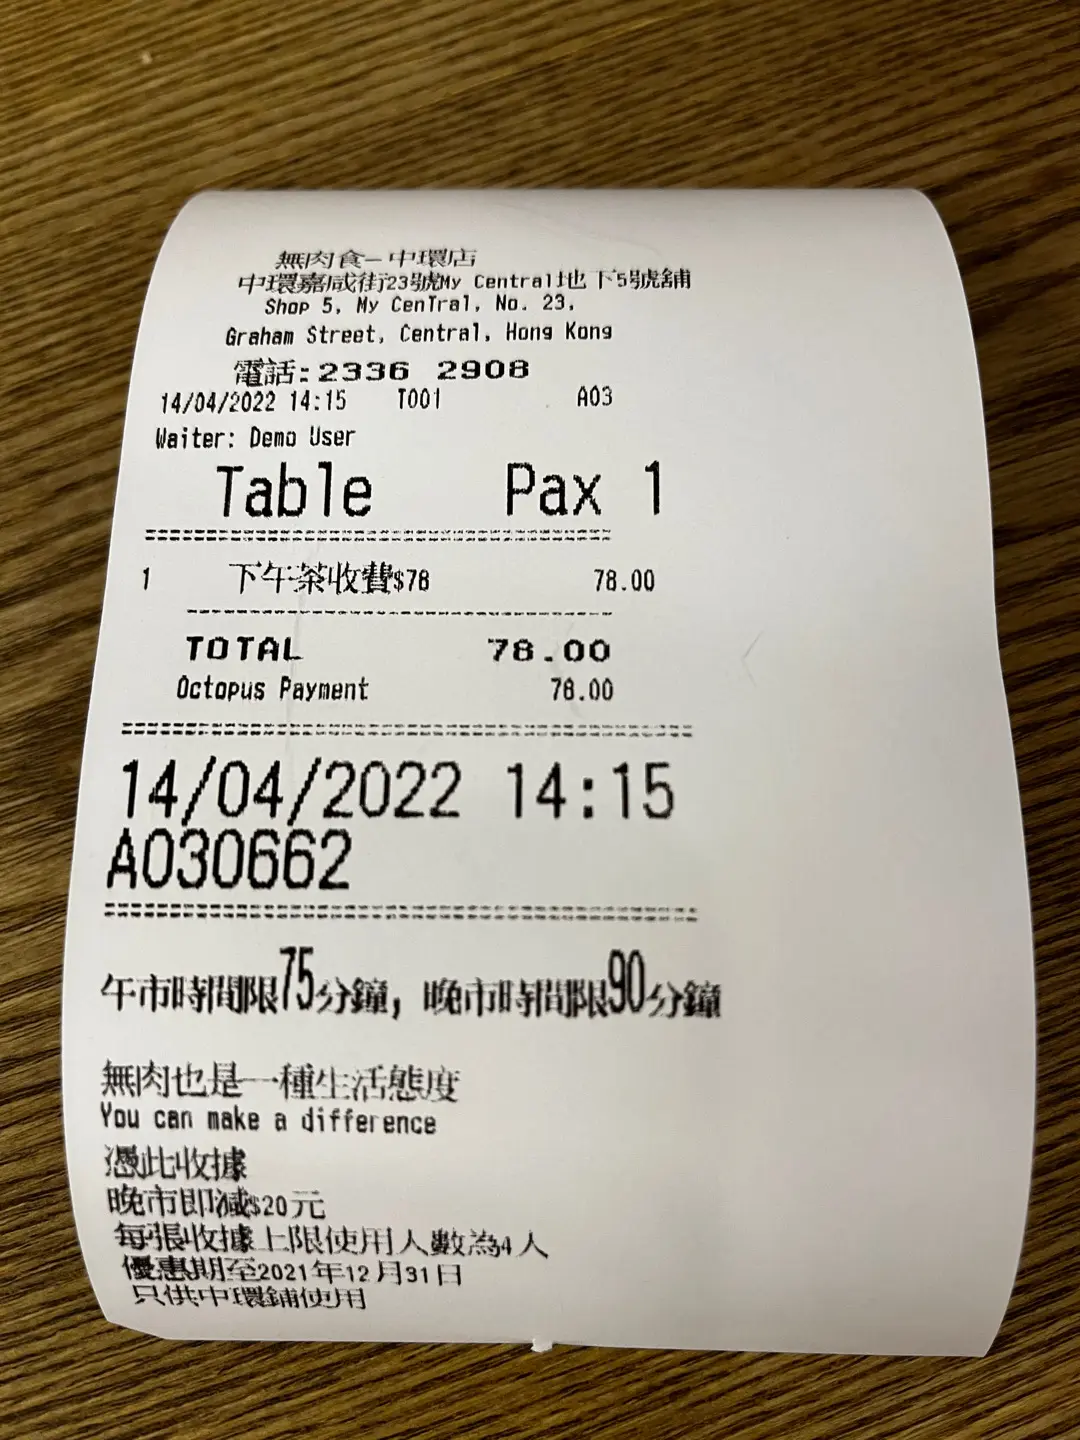 無肉食-中環店
中環嘉咸街23號My Central地下5號舖
Shop 5, My CenTral, No. 23,
Graham Street, Central, Hong Kong
電話:2336 2908
14/04/2022 14:15 T001 A03
Waiter: Demo User
Table Pax 1
1 下午茶收費$78 78.00
TOTAL 78.00
Octopus Payment 78.00
14/04/2022 14:15
A030662
午市時間限75分鐘, 晚市時間限90分鐘
無肉也是一種生活態度
You can make a difference
憑此收據
晚市即減$20元
每張收據上限使用人數為4人
優惠期至2021年12月31日
只供中環鋪使用